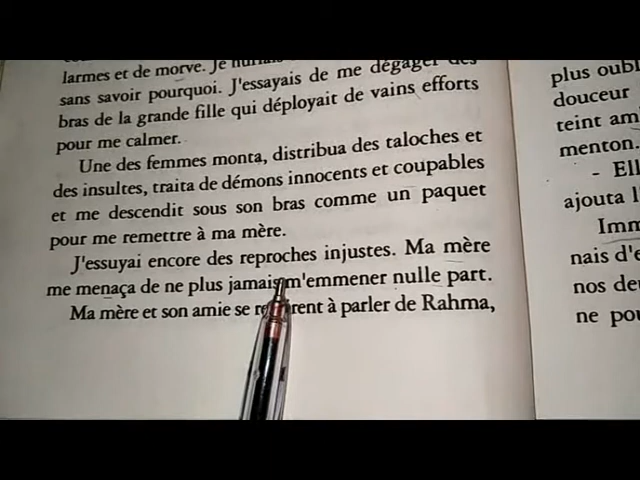 larmes et de morve. Je hurlais
sans savoir pourquoi. J'essayais de me dégager des
bras de la grande fille qui déployait de vains efforts
pour me calmer.
Une des femmes monta, distribua des taloches et
des insultes, traita de démons innocents et coupables
et me descendit sous son bras comme un paquet
pour me remettre à ma mère.
J'essuyai encore des reproches injustes. Ma mère
me menaça de ne plus jamais m'emmener nulle part.
Ma mère et son amie se à parler de Rahma,
plus oubl
douceur
teint am
menton.
- Ell
ajouta l'
Imm
nais d'e
nos de
ne pou